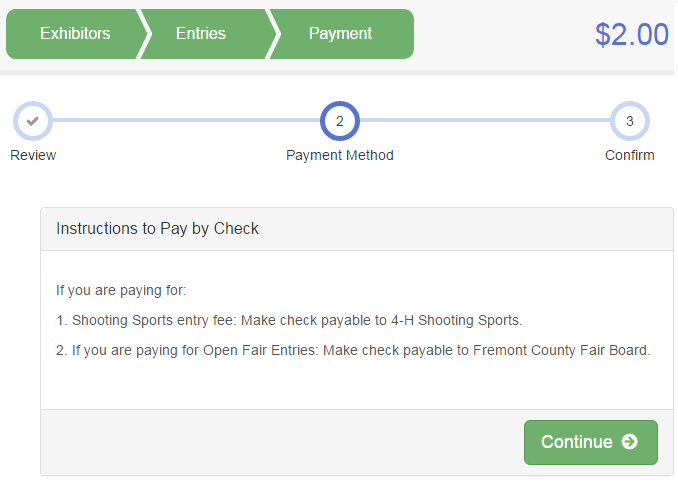 Exhibitors Entries Payment $2.00
2 3
Review Payment Method Confirm
Instructions to Pay by Check
If you are paying for:
1. Shooting Sports entry fee: Make check payable to 4-H Shooting Sports.
2. If you are paying for Open Fair Entries: Make check payable to Fremont County Fair Board.
Continue